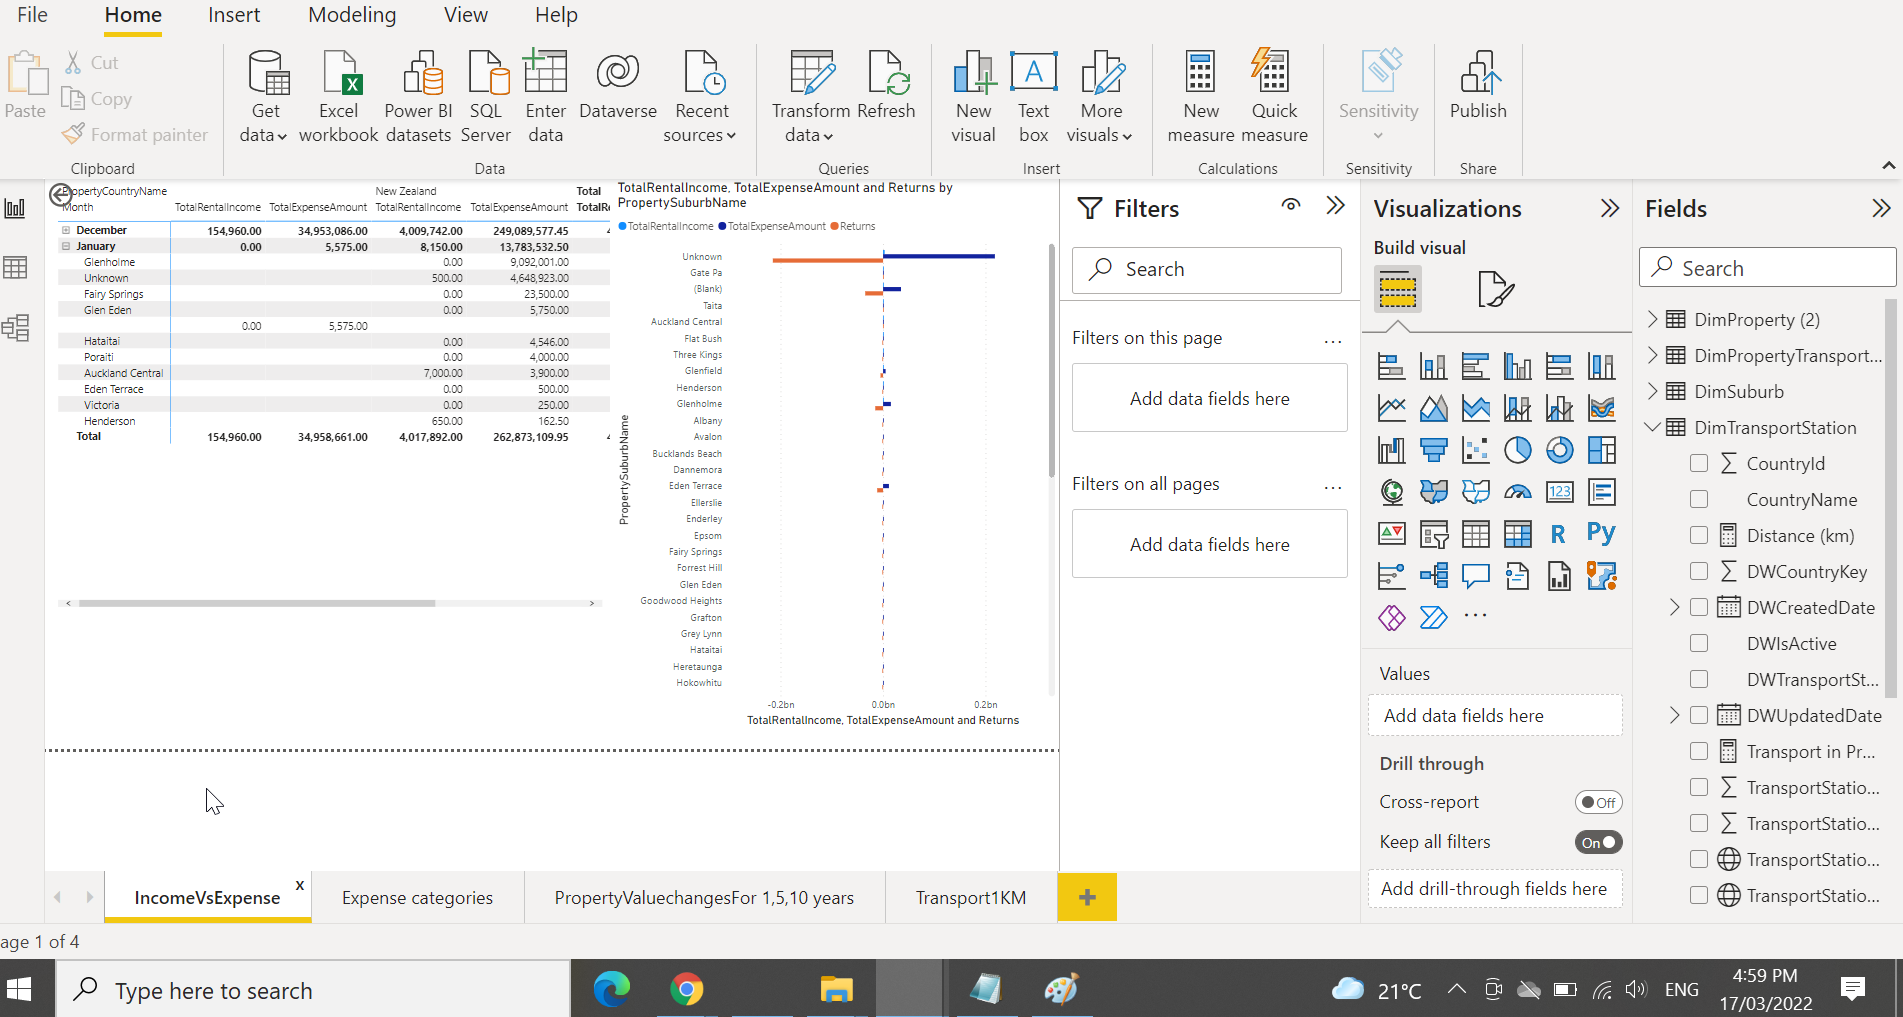 File Home Insert Modeling View Help
Paste
Cut
Copy
Format painter
Clipboard
Get data
Excel workbook
Power BI datasets
SQL Server
Enter data
Dataverse
Recent sources
Data
Transform data
Refresh
Queries
New visual
Text box
More visuals
Insert
New measure
Quick measure
Calculations
Sensitivity
Sensitivity
Publish
Share
PropertyCountryName New Zealand Total
Month TotalRentalIncome TotalExpenseAmount TotalRentalIncome TotalExpenseAmount TotalRe
December 154,960.00 34,953,086.00 4,009,742.00 249,089,577.45
January 0.00 5,575.00 8,150.00 13,783,532.50
Glenholme 0.00 9,092,001.00
Unknown 500.00 4,648,923.00
Fairy Springs 0.00 23,500.00
Glen Eden 0.00 5,750.00
0.00 5,575.00
Hataitai 0.00 4,546.00
Poraiti 0.00 4,000.00
Auckland Central 7,000.00 3,900.00
Eden Terrace 0.00 500.00
Victoria 0.00 250.00
Henderson 650.00 162.50
Total 154,960.00 34,958,661.00 4,017,892.00 262,873,109.95
TotalRentalIncome, TotalExpenseAmount and Returns by
PropertySuburbName
TotalRentalIncome TotalExpenseAmount Returns
PropertySuburbName
Unknown
Gate Pa
(Blank)
Taita
Auckland Central
Flat Bush
Three Kings
Glenfield
Henderson
Glenholme
Albany
Avalon
Bucklands Beach
Dannemora
Eden Terrace
Ellerslie
Enderley
Epsom
Fairy Springs
Forrest Hill
Glen Eden
Goodwood Heights
Grafton
Grey Lynn
Hataitai
Heretaunga
Hokowhitu
-0.2bn 0.0bn 0.2bn
TotalRentalIncome, TotalExpenseAmount and Returns
Filters
Search
Filters on this page ...
Add data fields here
Filters on all pages ...
Add data fields here
Visualizations
Build visual
123
R
Py
...
Values
Add data fields here
Drill through
Cross-report Off
Keep all filters On
Add drill-through fields here
Fields
Search
DimProperty (2)
DimPropertyTransport...
DimSuburb
DimTransportStation
CountryId
CountryName
Distance (km)
DWCountryKey
DWCreatedDate
DWIsActive
DWTransportSt...
DWUpdatedDate
Transport in Pr...
TransportStatio...
TransportStatio...
TransportStatio...
TransportStatio...
IncomeVsExpense x
Expense categories
PropertyValuechangesFor 1,5,10 years
Transport1KM
+
age 1 of 4
Type here to search
21°C
ENG
4:59 PM
17/03/2022